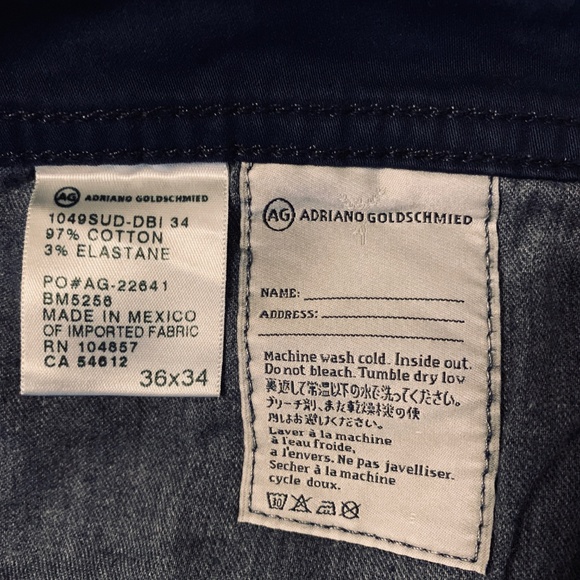 AG ADRIANO GOLDSCHMIED
1049SUD-DBI 34
97% COTTON
3% ELASTANE
PO#AG-22641
BM5256
MADE IN MEXICO
OF IMPORTED FABRIC
RN 104857
CA 54612
36x34
AG ADRIANO GOLDSCHMIED
NAME:
ADDRESS:
Machine wash cold. Inside out.
Do not bleach. Tumble dry low
裏返して常温以下の水で洗ってください。
ブリーチ剤、また乾燥機の使
用はお避けください。
Laver à la machine
à l'eau froide,
a l'envers. Ne pas javelliser.
Secher à la machine
cycle doux.